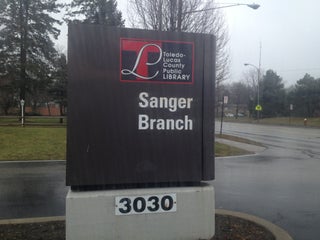 Toledo-
Lucas
County
Public
LIBRARY
Sanger
Branch
3030